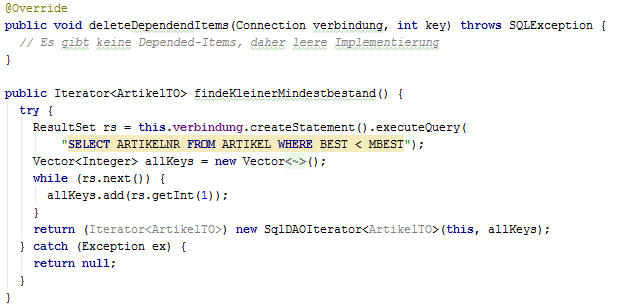 @Override
public void deleteDependendItems(Connection verbindung, int key) throws SQLException {
  // Es gibt keine Depended-Items, daher leere Implementierung
}

public Iterator<ArtikelTO> findeKleinerMindestbestand() {
  try {
    ResultSet rs = this.verbindung.createStatement().executeQuery(
        "SELECT ARTIKELNR FROM ARTIKEL WHERE BEST < MBEST");
    Vector<Integer> allKeys = new Vector<~>();
    while (rs.next()) {
      allKeys.add(rs.getInt(1));
    }
    return (Iterator<ArtikelTO>) new SqlDAOIterator<ArtikelTO>(this, allKeys);
  } catch (Exception ex) {
    return null;
  }
}